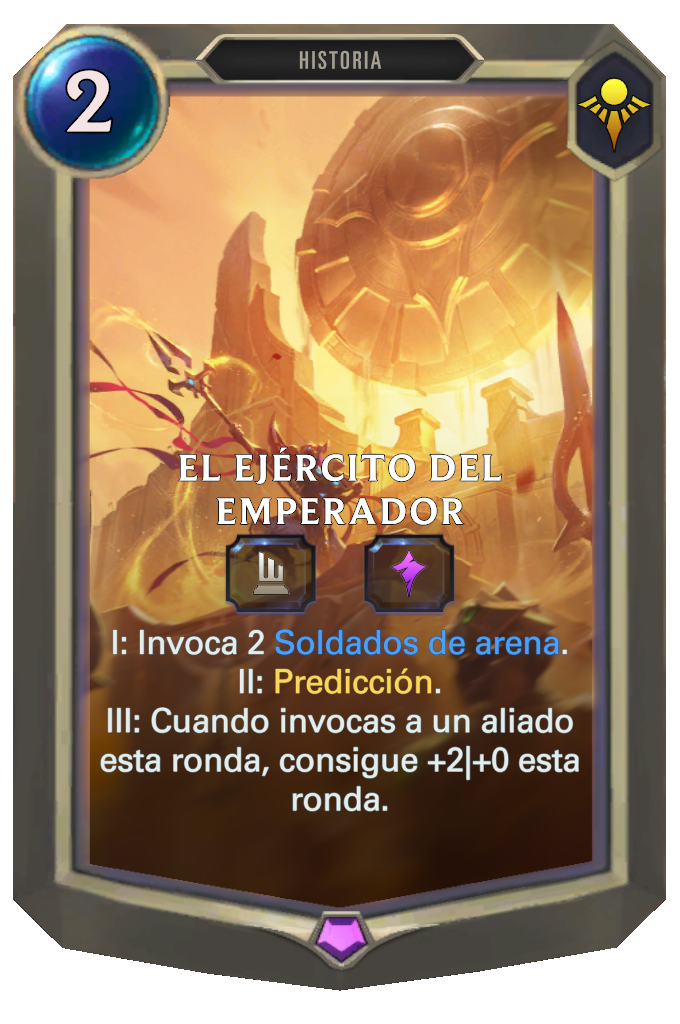 2
HISTORIA
EL EJÉRCITO DEL
EMPERADOR
I: Invoca 2 Soldados de arena.
II: Predicción.
III: Cuando invocas a un aliado
esta ronda, consigue +2|+0 esta
ronda.